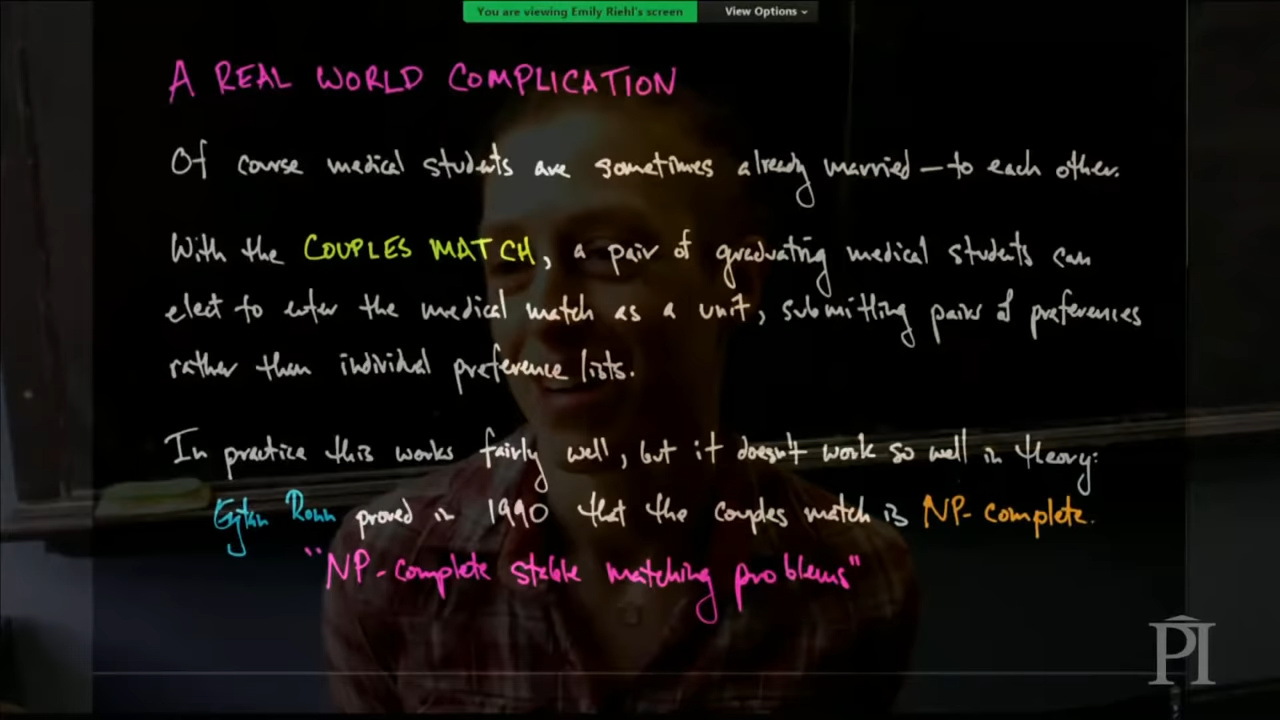 You are viewing Emily Riehl's screen View Options
A REAL WORLD COMPLICATION
Of course medical students are sometimes already married — to each other.
With the COUPLES MATCH, a pair of graduating medical students can
elect to enter the medical match as a unit, submitting pairs of preferences
rather than individual preference lists.
In practice this works fairly well, but it doesn't work so well in theory:
Eytan Ronn proved in 1990 that the couples match is NP-complete.
"NP-complete stable matching problems"
PI